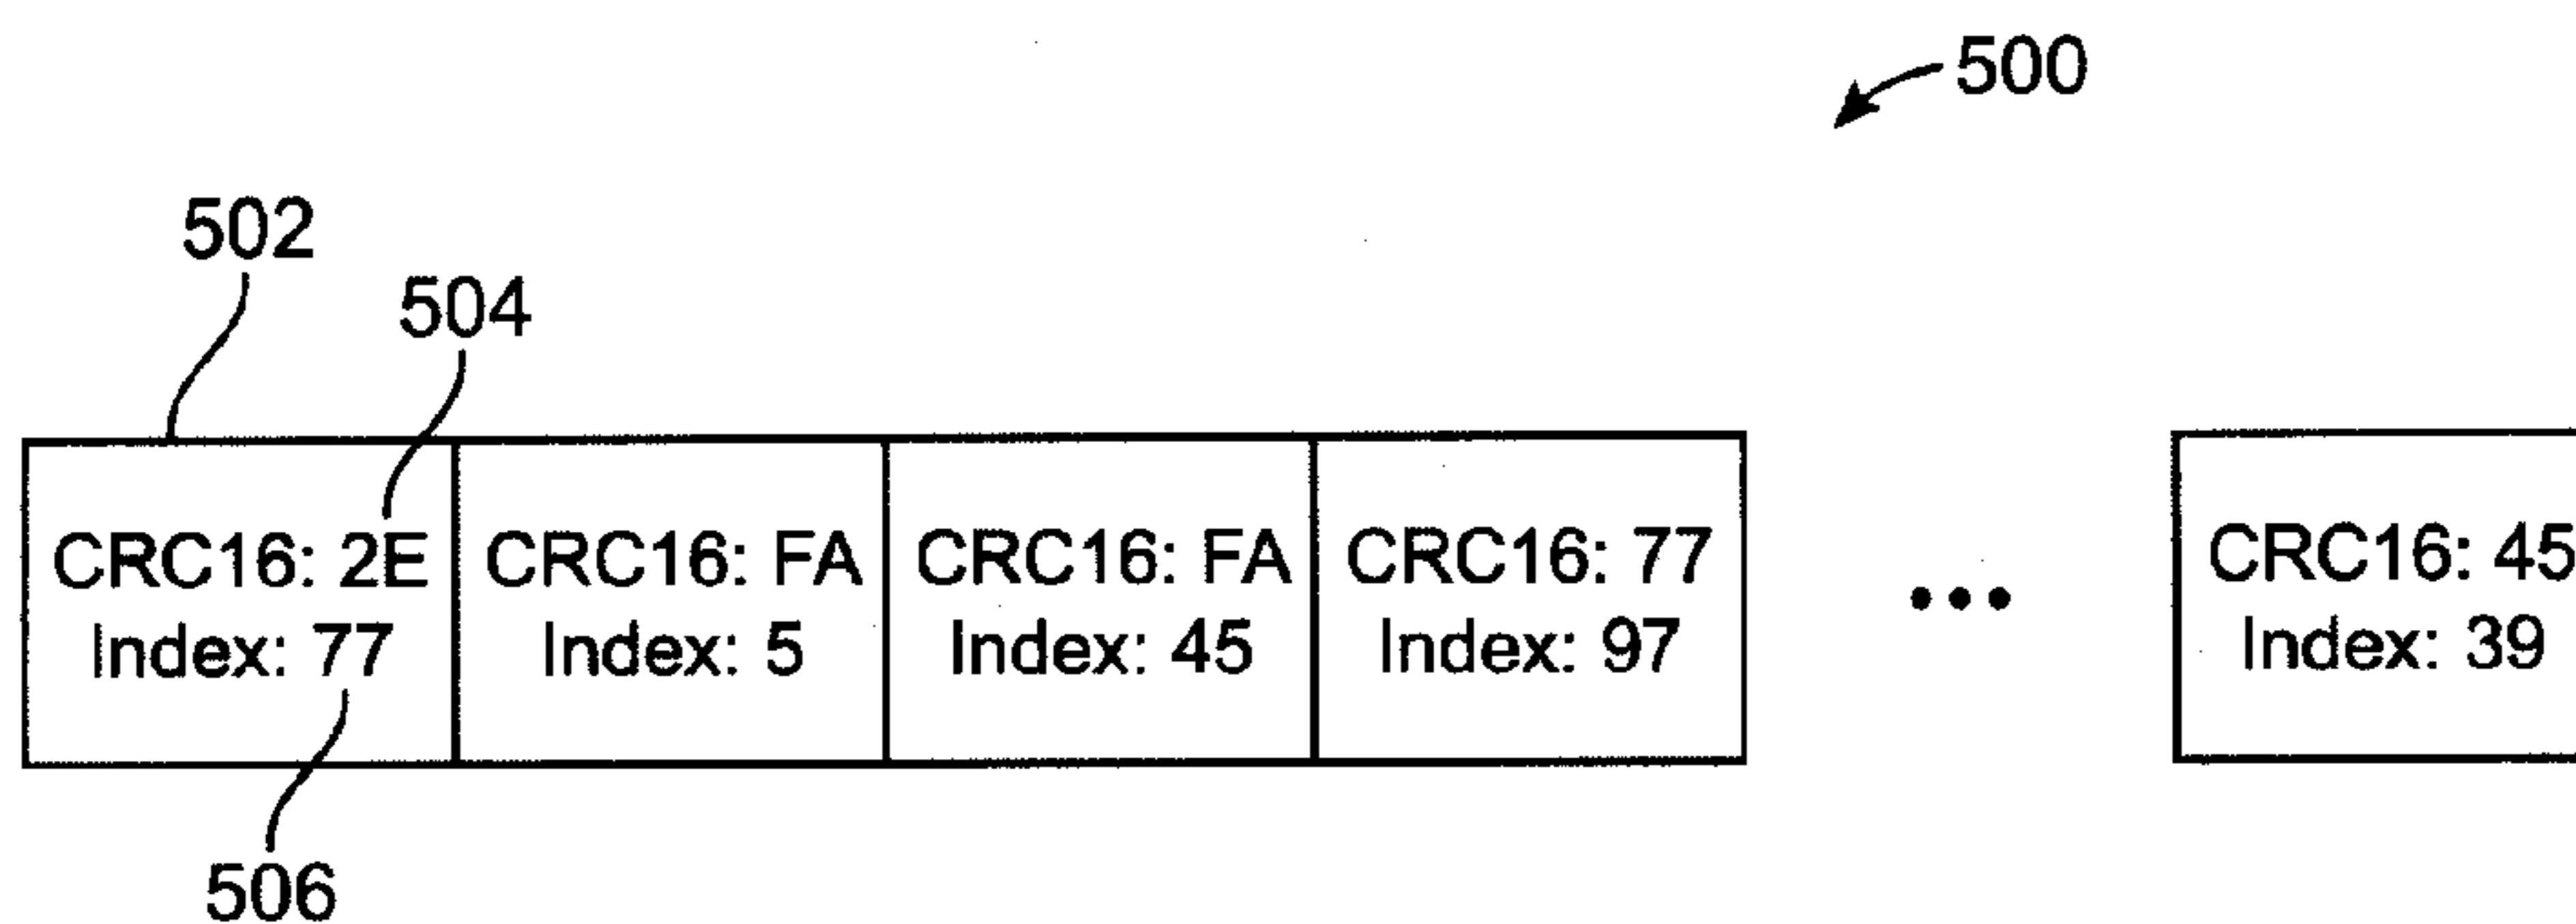 500
502
504
CRC16: 2E CRC16: FA CRC16: FA CRC16: 77 ••• CRC16: 45
Index: 77 Index: 5 Index: 45 Index: 97 Index: 39
506